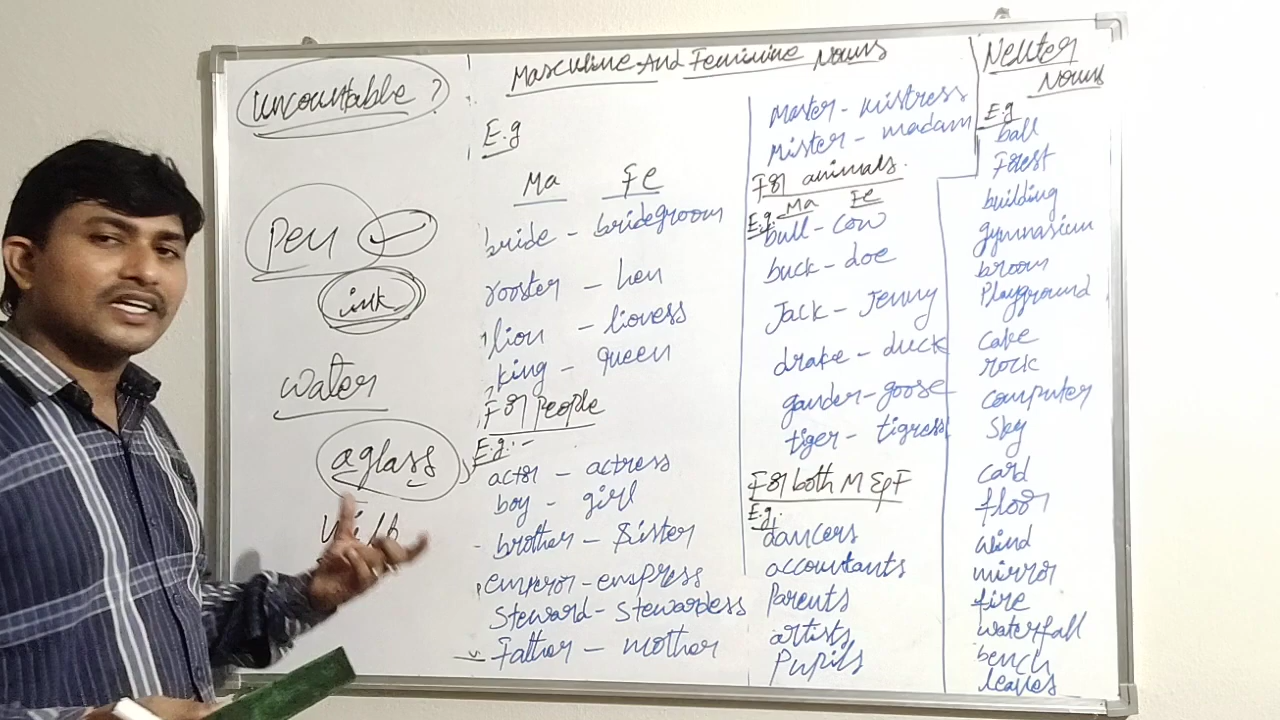 uncountable ?
Pen
ink
water
a glass
Milk
Masculine And Feminine Nouns
E.g
Ma Fe
bride - bridegroom
rooster - hen
lion - lioness
king - queen
For People
E.g:-
actor - actress
boy - girl
brother - Sister
emperor - empress
Steward - Stewardess
Father - mother
Master - mistress
Mister - madam
For animals.
E.g. Ma Fe
bull - cow
buck - doe
Jack - Jenny
drake - duck
gander - goose
tiger - tigress
For both M & F
E.g.
dancers
accountants
Parents
artists
Pupils
Neuter
Nouns
E.g
ball
Forest
building
gymnasium
broom
Playground
Cake
rock
computer
Sky
card
floor
wind
mirror
fire
waterfall
bench
leaves